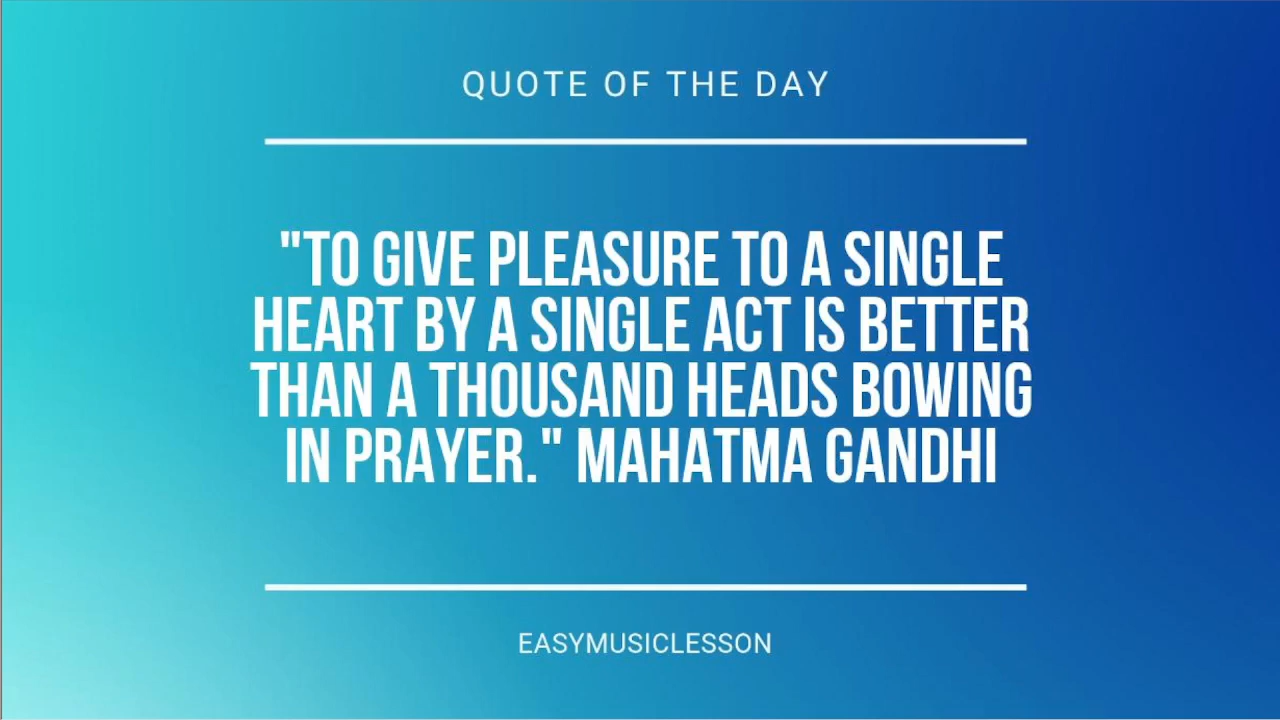 QUOTE OF THE DAY
"TO GIVE PLEASURE TO A SINGLE
HEART BY A SINGLE ACT IS BETTER
THAN A THOUSAND HEADS BOWING
IN PRAYER." MAHATMA GANDHI
EASYMUSICLESSON